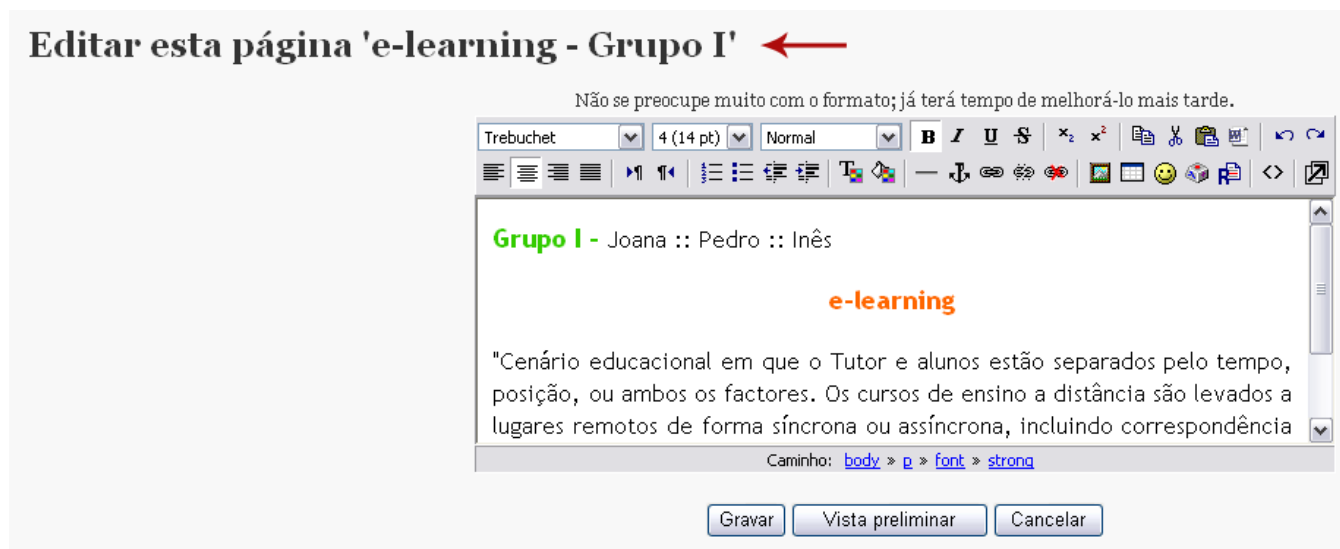 Editar esta página 'e-learning - Grupo I'
Não se preocupe muito com o formato; já terá tempo de melhorá-lo mais tarde.
Trebuchet 4 (14 pt) Normal B I U S x₂ x²
Grupo I - Joana :: Pedro :: Inês
e-learning
"Cenário educacional em que o Tutor e alunos estão separados pelo tempo,
posição, ou ambos os factores. Os cursos de ensino a distância são levados a
lugares remotos de forma síncrona ou assíncrona, incluindo correspondência
Caminho: body » p » font » strong
Gravar Vista preliminar Cancelar